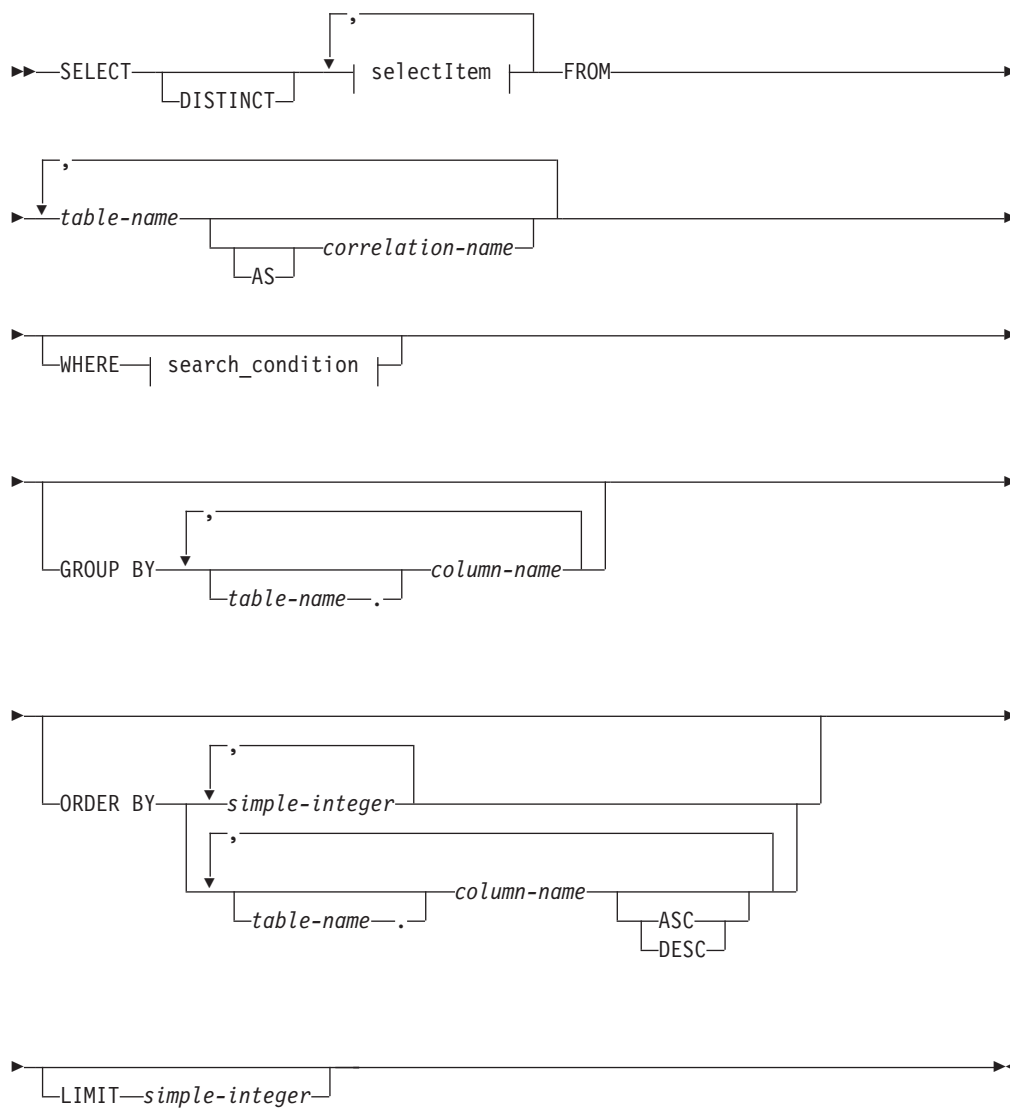 ,
SELECT selectItem FROM
DISTINCT
,
table-name
correlation-name
AS
WHERE search_condition
,
GROUP BY column-name
table-name .
,
ORDER BY simple-integer
,
column-name
table-name . ASC
DESC
LIMIT simple-integer